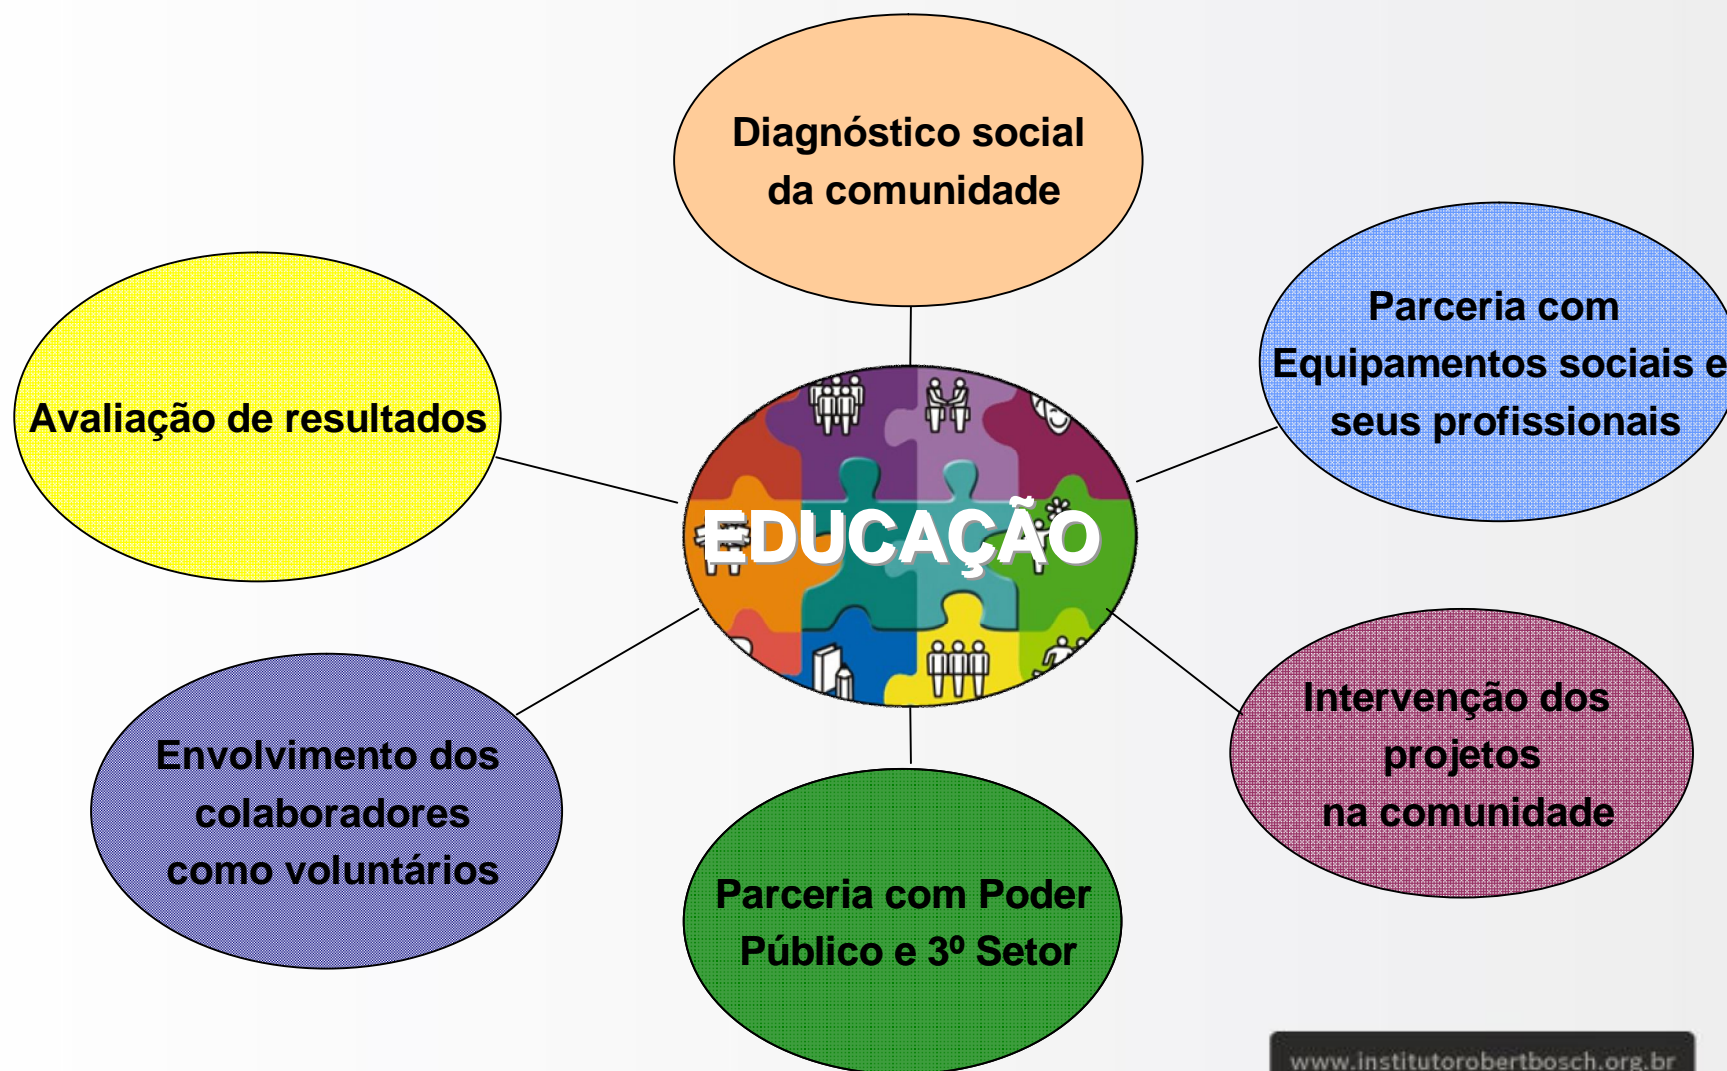 Diagnóstico social
da comunidade
Parceria com
Equipamentos sociais e
seus profissionais
Avaliação de resultados
EDUCAÇÃO
Intervenção dos
projetos
na comunidade
Envolvimento dos
colaboradores
como voluntários
Parceria com Poder
Público e 3º Setor
www.institutorobertbosch.org.br